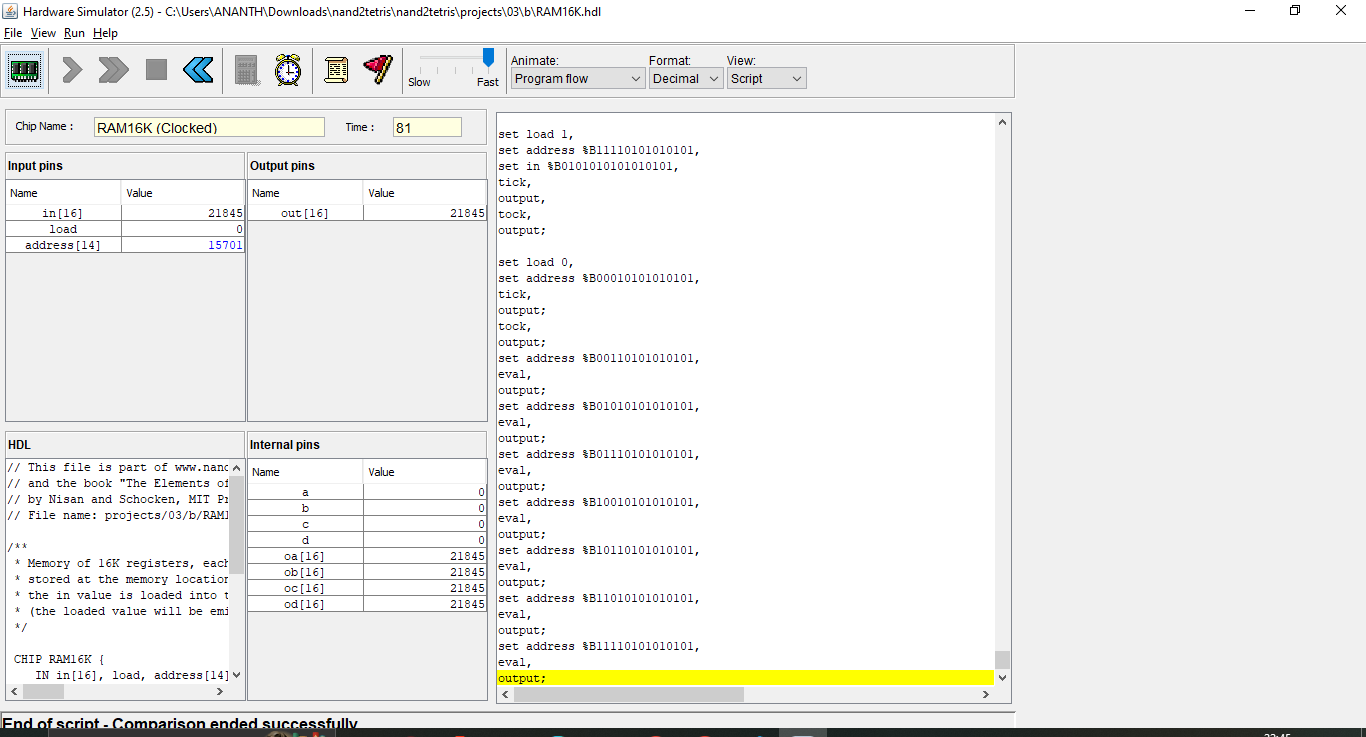 Hardware Simulator (2.5) - C:\Users\ANANTH\Downloads\nand2tetris\nand2tetris\projects\03\b\RAM16K.hdl
File View Run Help
Slow Fast
Animate: Format: View:
Program flow Decimal Script
Chip Name : RAM16K (Clocked) Time : 81
Input pins
Name Value
in[16] 21845
load 0
address[14] 15701
Output pins
Name Value
out[16] 21845
HDL
// This file is part of www.nand
// and the book "The Elements of
// by Nisan and Schocken, MIT Pr
// File name: projects/03/b/RAM1
/**
* Memory of 16K registers, each
* stored at the memory location
* the in value is loaded into t
* (the loaded value will be emi
*/
CHIP RAM16K {
IN in[16], load, address[14]
Internal pins
Name Value
a 0
b 0
c 0
d 0
oa[16] 21845
ob[16] 21845
oc[16] 21845
od[16] 21845
set load 1,
set address %B11110101010101,
set in %B0101010101010101,
tick,
output,
tock,
output;
set load 0,
set address %B00010101010101,
tick,
output;
tock,
output;
set address %B00110101010101,
eval,
output;
set address %B01010101010101,
eval,
output;
set address %B01110101010101,
eval,
output;
set address %B10010101010101,
eval,
output;
set address %B10110101010101,
eval,
output;
set address %B11010101010101,
eval,
output;
set address %B11110101010101,
eval,
output;
End of script - Comparison ended successfully